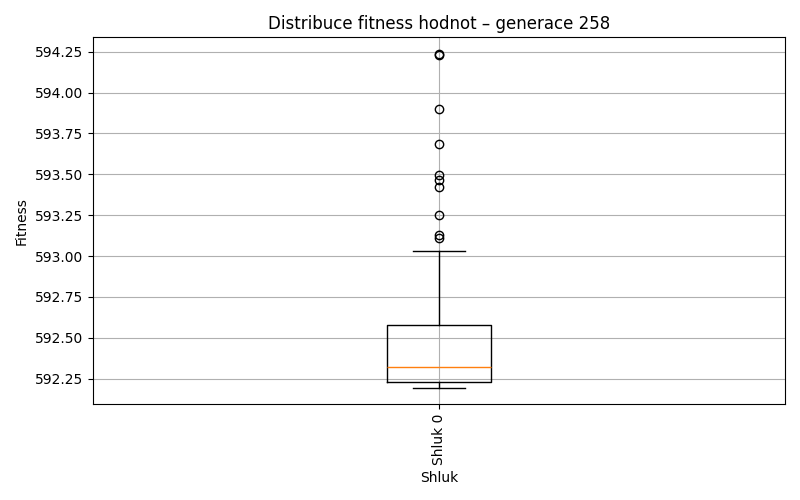 Distribuce fitness hodnot – generace 258
594.25
594.00
593.75
593.50
593.25
593.00
592.75
592.50
592.25
Fitness
Shluk 0
Shluk